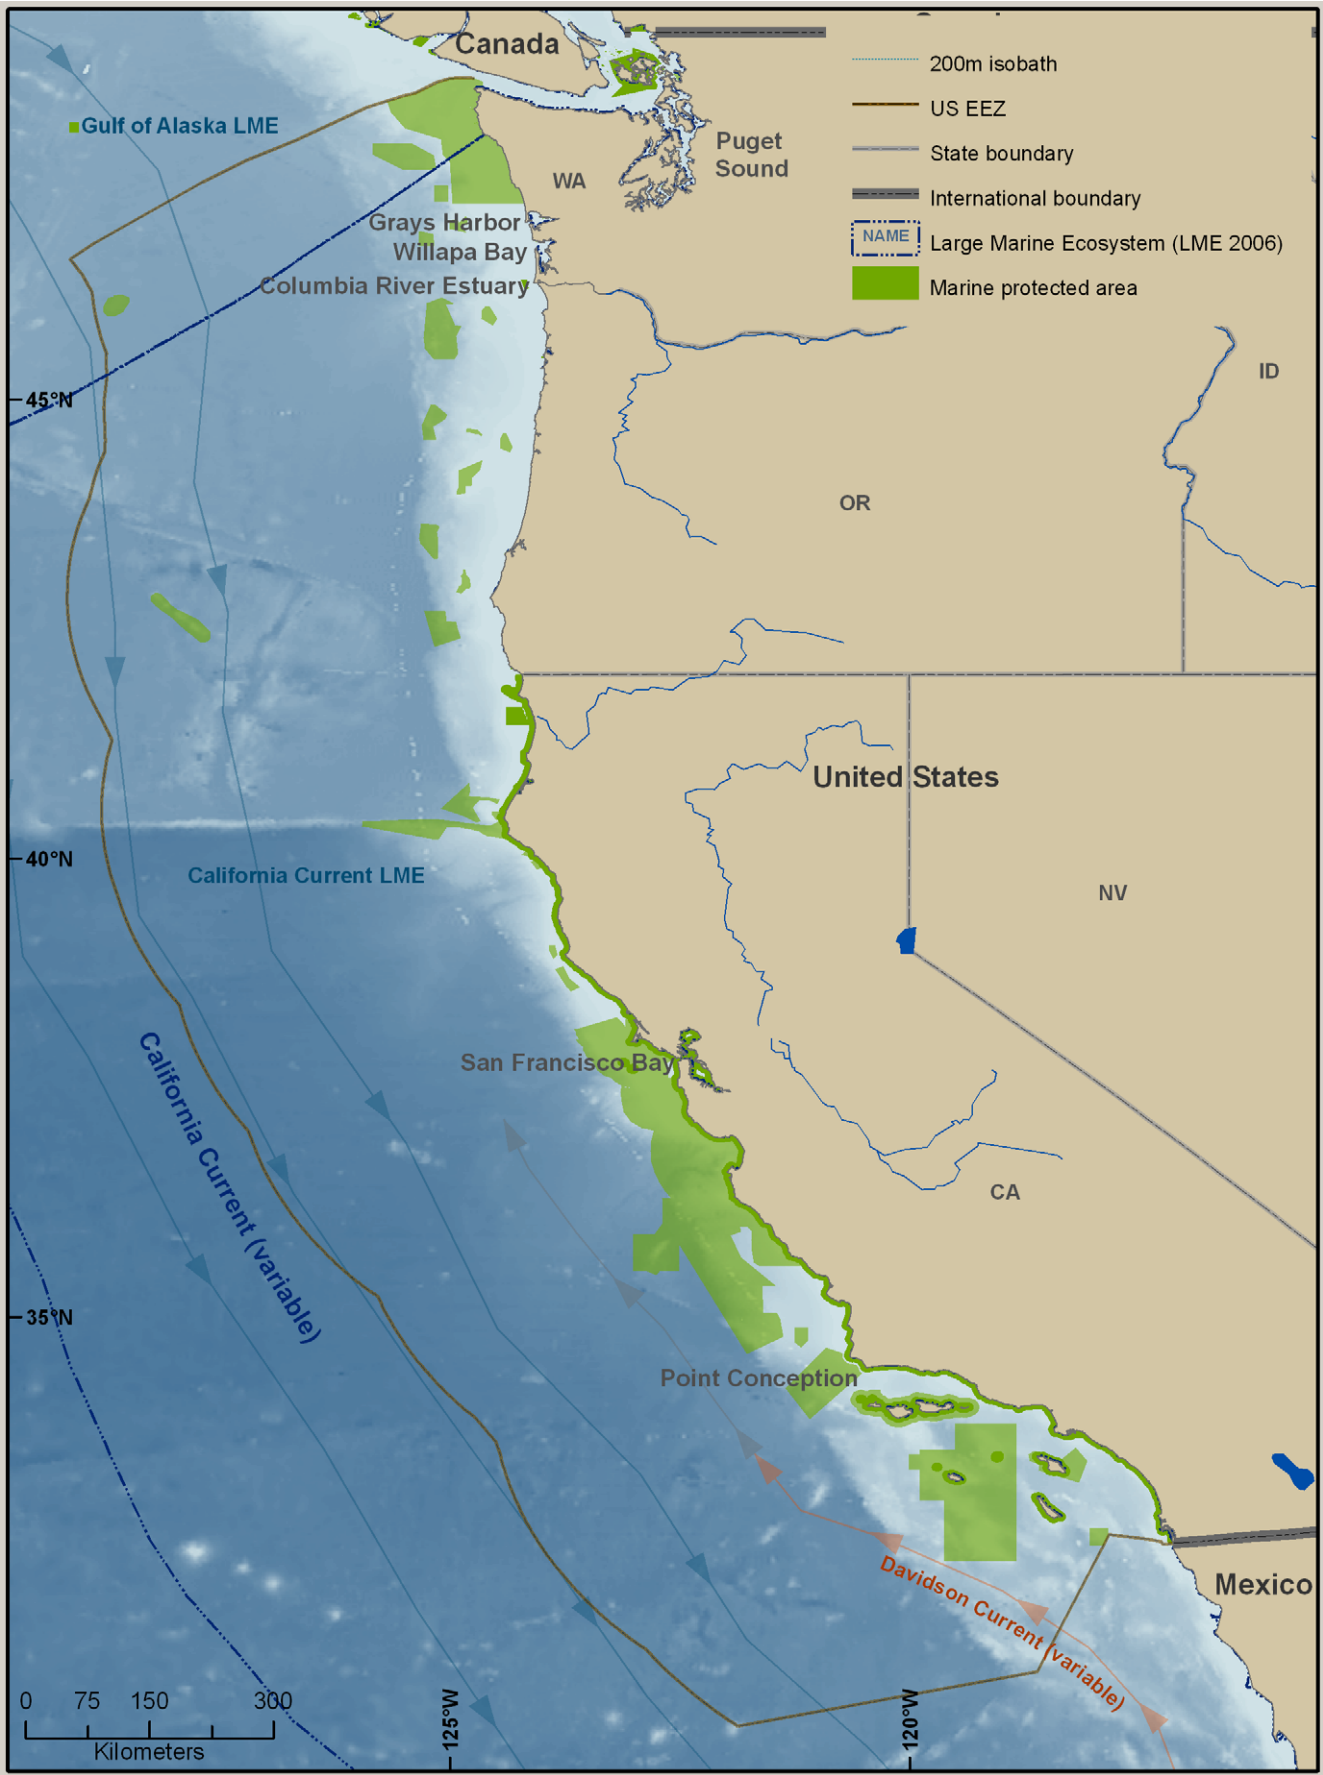 Canada
200m isobath
US EEZ
Gulf of Alaska LME
Puget
Sound
State boundary
WA
International boundary
Grays Harbor
NAME
Large Marine Ecosystem (LME 2006)
Willapa Bay
Columbia River Estuary
Marine protected area
ID
45°N
OR
United States
40°N
California Current LME
NV
San Francisco Bay
California Current (variable)
CA
35°N
Point Conception
Davidson Current (variable)
Mexico
0 75 150 300
Kilometers
125°W
120°W